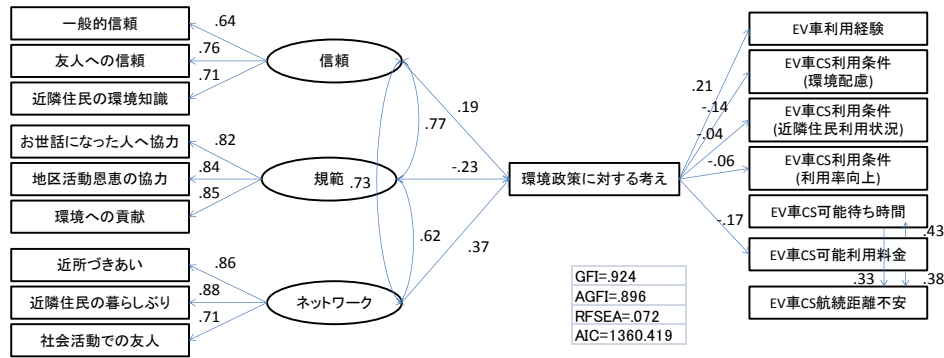 一般的信頼
友人への信頼
近隣住民の環境知識
.64
.76
.71
信頼
お世話になった人へ協力
地区活動恩恵の協力
環境への貢献
.82
.84
.85
規範
近所づきあい
近隣住民の暮らしぶり
社会活動での友人
.86
.88
.71
ネットワーク
.77
.73
.62
.19
-.23
.37
環境政策に対する考え
.21
-.14
-.04
-.06
-.17
EV車利用経験
EV車CS利用条件
(環境配慮)
EV車CS利用条件
(近隣住民利用状況)
EV車CS利用条件
(利用率向上)
EV車CS可能待ち時間
EV車CS可能利用料金
EV車CS航続距離不安
.43
.33
.38
GFI=.924
AGFI=.896
RFSEA=.072
AIC=1360.419